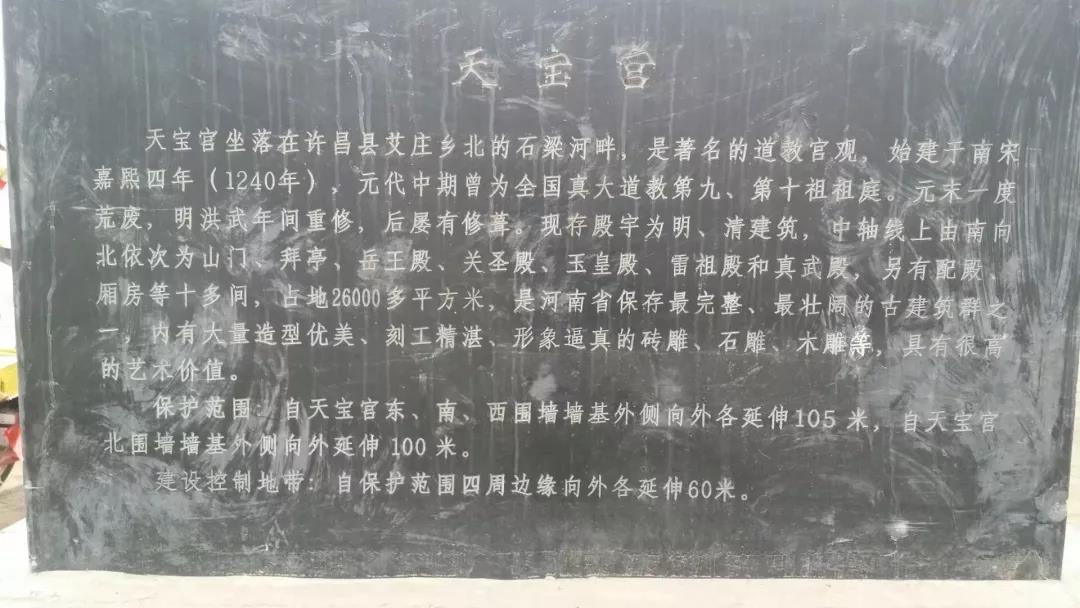 天宝宫
天宝宫坐落在许昌县艾庄乡北的石梁河畔，是著名的道教宫观，始建于南宋
嘉熙四年（1240年），元代中期曾为全国真大道教第九、第十祖祖庭。元末一度
荒废，明洪武年间重修，后屡有修葺。现存殿宇为明、清建筑，中轴线上由南向
北依次为山门、拜亭、岳王殿、关圣殿、玉皇殿、雷祖殿和真武殿，另有配殿、
厢房等十多间，占地26000多平方米，是河南省保存最完整、最壮阔的古建筑群之
一，内有大量造型优美、刻工精湛、形象逼真的砖雕、石雕、木雕等，具有很高
的艺术价值。
保护范围：自天宝宫东、南、西围墙墙基外侧向外各延伸105米，自天宝宫
北围墙墙基外侧向外延伸100米。
建设控制地带：自保护范围四周边缘向外各延伸60米。